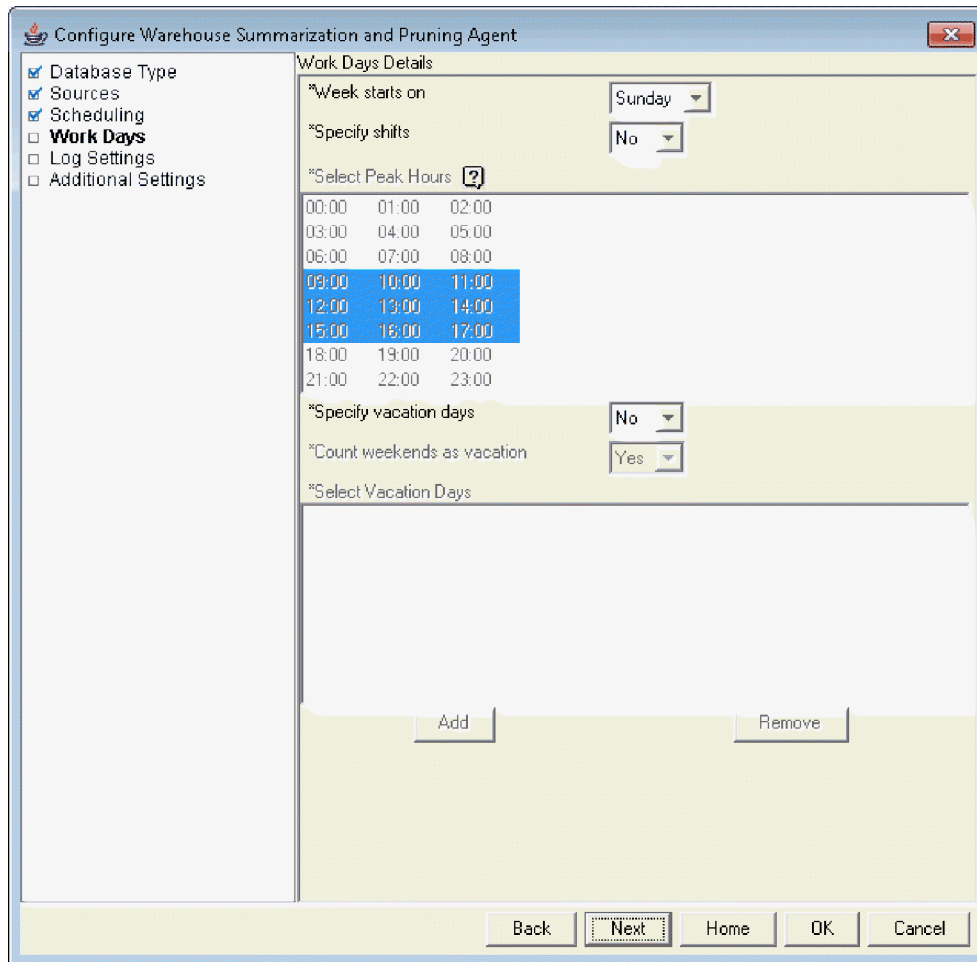 Configure Warehouse Summarization and Pruning Agent
Database Type
Sources
Scheduling
Work Days
Log Settings
Additional Settings
Work Days Details
*Week starts on Sunday
*Specify shifts No
*Select Peak Hours ?
00:00 01:00 02:00
03:00 04:00 05:00
06:00 07:00 08:00
09:00 10:00 11:00
12:00 13:00 14:00
15:00 16:00 17:00
18:00 19:00 20:00
21:00 22:00 23:00
*Specify vacation days No
*Count weekends as vacation Yes
*Select Vacation Days
Add Remove
Back Next Home OK Cancel